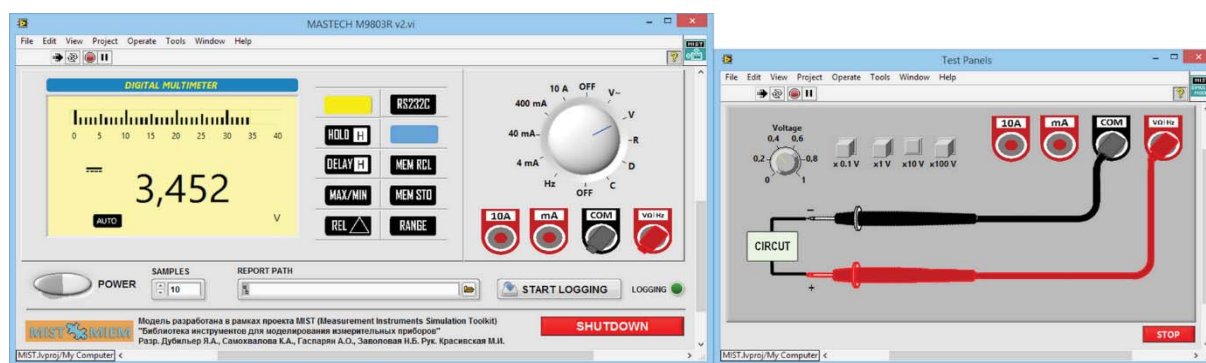 MASTECH M9803R v2.vi
File Edit View Project Operate Tools Window Help
DIGITAL MULTIMETER
0 5 10 15 20 25 30 35 40
3,452
AUTO
V
RS232C
HOLD H
DELAY H MEM RCL
MAX/MIN MEM STO
REL RANGE
10 A OFF V~
400 mA V
40 mA R
4 mA D
Hz OFF C
10A mA COM VΩHz
POWER
SAMPLES
10
REPORT PATH
START LOGGING
LOGGING
MIST MIEM
Модель разработана в рамках проекта MIST (Measurement Instruments Simulation Toolkit)
"Библиотека инструментов для моделирования измерительных приборов"
Разр. Дубильер Я.А., Самохвалова К.А., Гаспарян А.О., Заволовая Н.Б. Рук. Красивская М.И.
SHUTDOWN
MIST.lvproj/My Computer
Test Panels
File Edit View Project Operate Tools Window Help
Voltage
0,4 0,6
0,2 0,8
0 1
x 0.1 V x1 V x10 V x100 V
10A mA COM VΩHz
CIRCUT
−
+
STOP
MIST.lvproj/My Computer